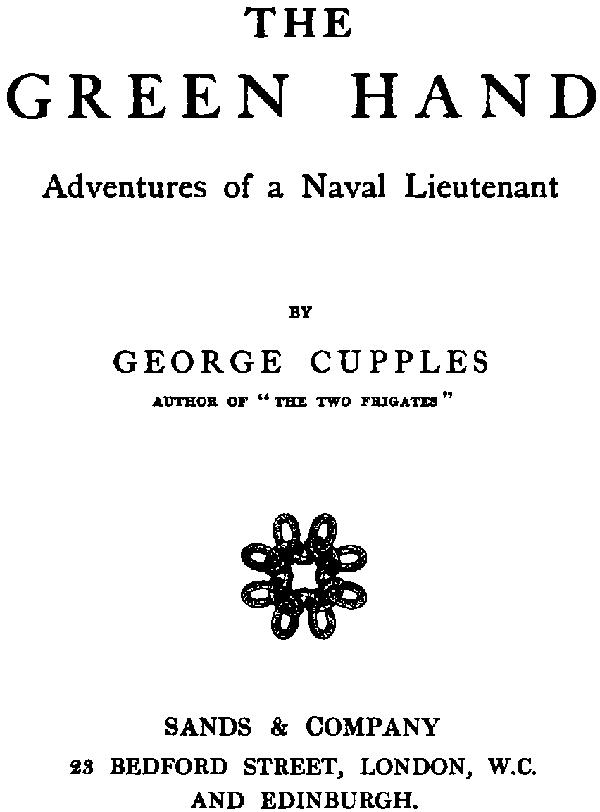 THE
GREEN HAND
Adventures of a Naval Lieutenant
BY
GEORGE CUPPLES
AUTHOR OF "THE TWO FRIGATES"
SANDS & COMPANY
23 BEDFORD STREET, LONDON, W.C.
AND EDINBURGH.